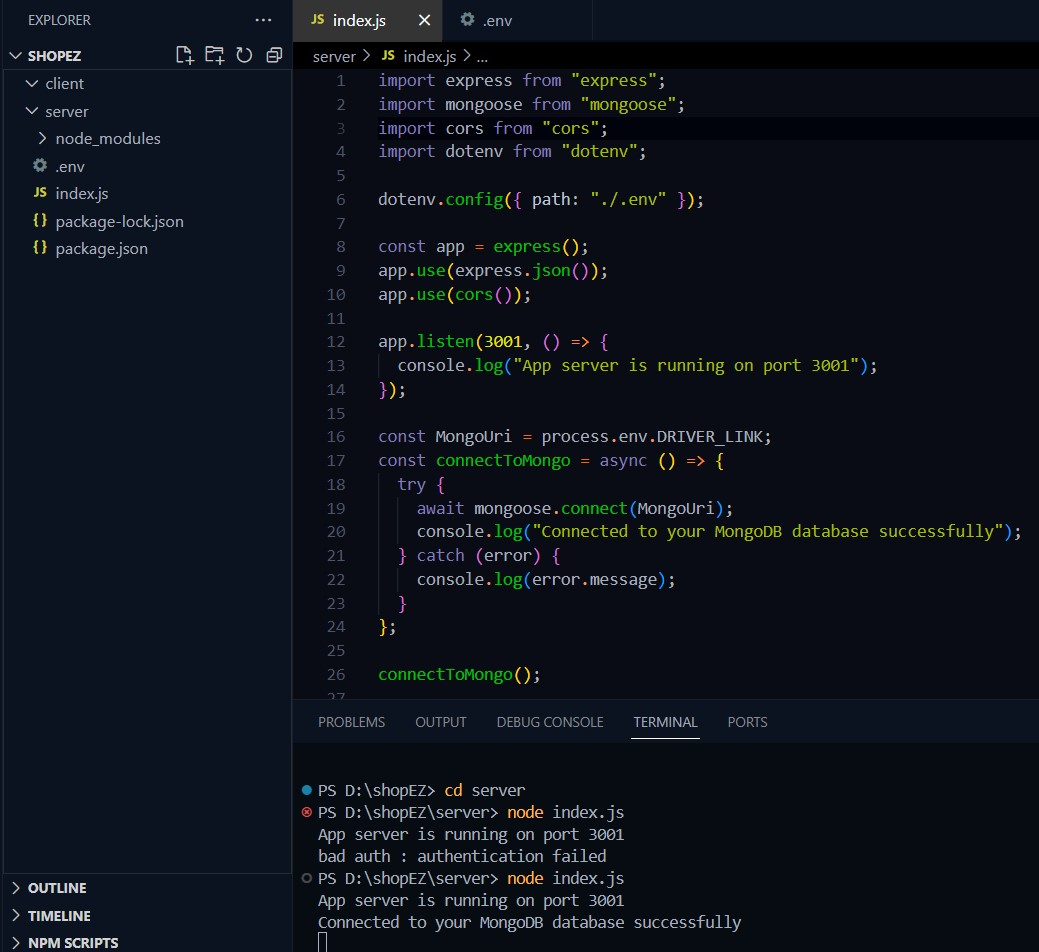 EXPLORER
SHOPEZ
client
server
node_modules
.env
JS index.js
{} package-lock.json
{} package.json
OUTLINE
TIMELINE
NPM SCRIPTS
JS index.js
.env
server > JS index.js > ...
1 import express from "express";
2 import mongoose from "mongoose";
3 import cors from "cors";
4 import dotenv from "dotenv";
5
6 dotenv.config({ path: "./.env" });
7
8 const app = express();
9 app.use(express.json());
10 app.use(cors());
11
12 app.listen(3001, () => {
13 console.log("App server is running on port 3001");
14 });
15
16 const MongoUri = process.env.DRIVER_LINK;
17 const connectToMongo = async () => {
18 try {
19 await mongoose.connect(MongoUri);
20 console.log("Connected to your MongoDB database successfully");
21 } catch (error) {
22 console.log(error.message);
23 }
24 };
25
26 connectToMongo();
27
PROBLEMS OUTPUT DEBUG CONSOLE TERMINAL PORTS
PS D:\shopEZ> cd server
PS D:\shopEZ\server> node index.js
App server is running on port 3001
bad auth : authentication failed
PS D:\shopEZ\server> node index.js
App server is running on port 3001
Connected to your MongoDB database successfully